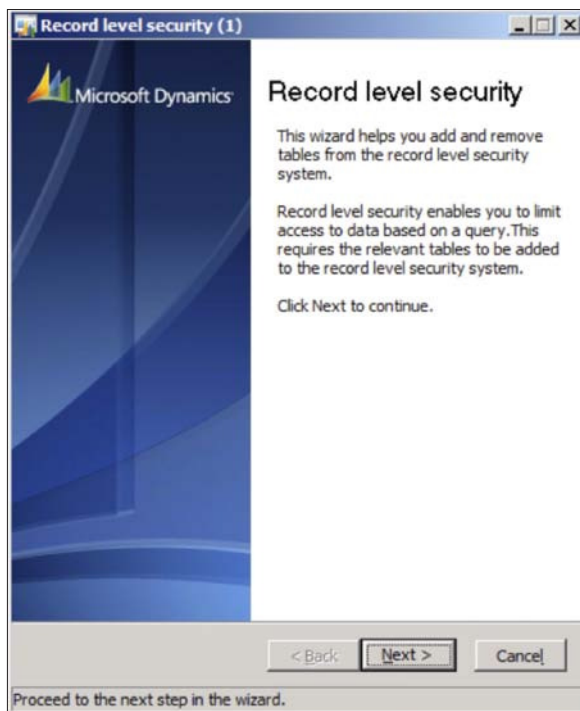 Record level security (1)
Microsoft Dynamics
Record level security
This wizard helps you add and remove
tables from the record level security
system.
Record level security enables you to limit
access to data based on a query.This
requires the relevant tables to be added
to the record level security system.
Click Next to continue.
< Back
Next >
Cancel
Proceed to the next step in the wizard.